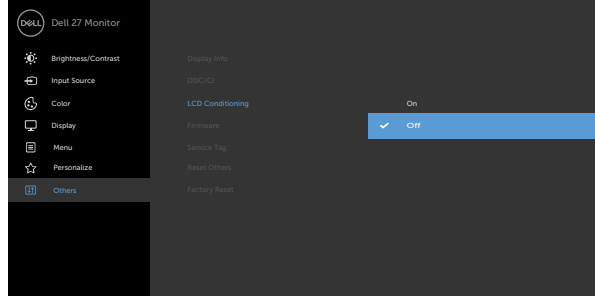 DELL Dell 27 Monitor
Brightness/Contrast Display Info
Input Source DDC/CI
Color LCD Conditioning On
Display Firmware Off
Menu Service Tag
Personalize Reset Others
Others Factory Reset